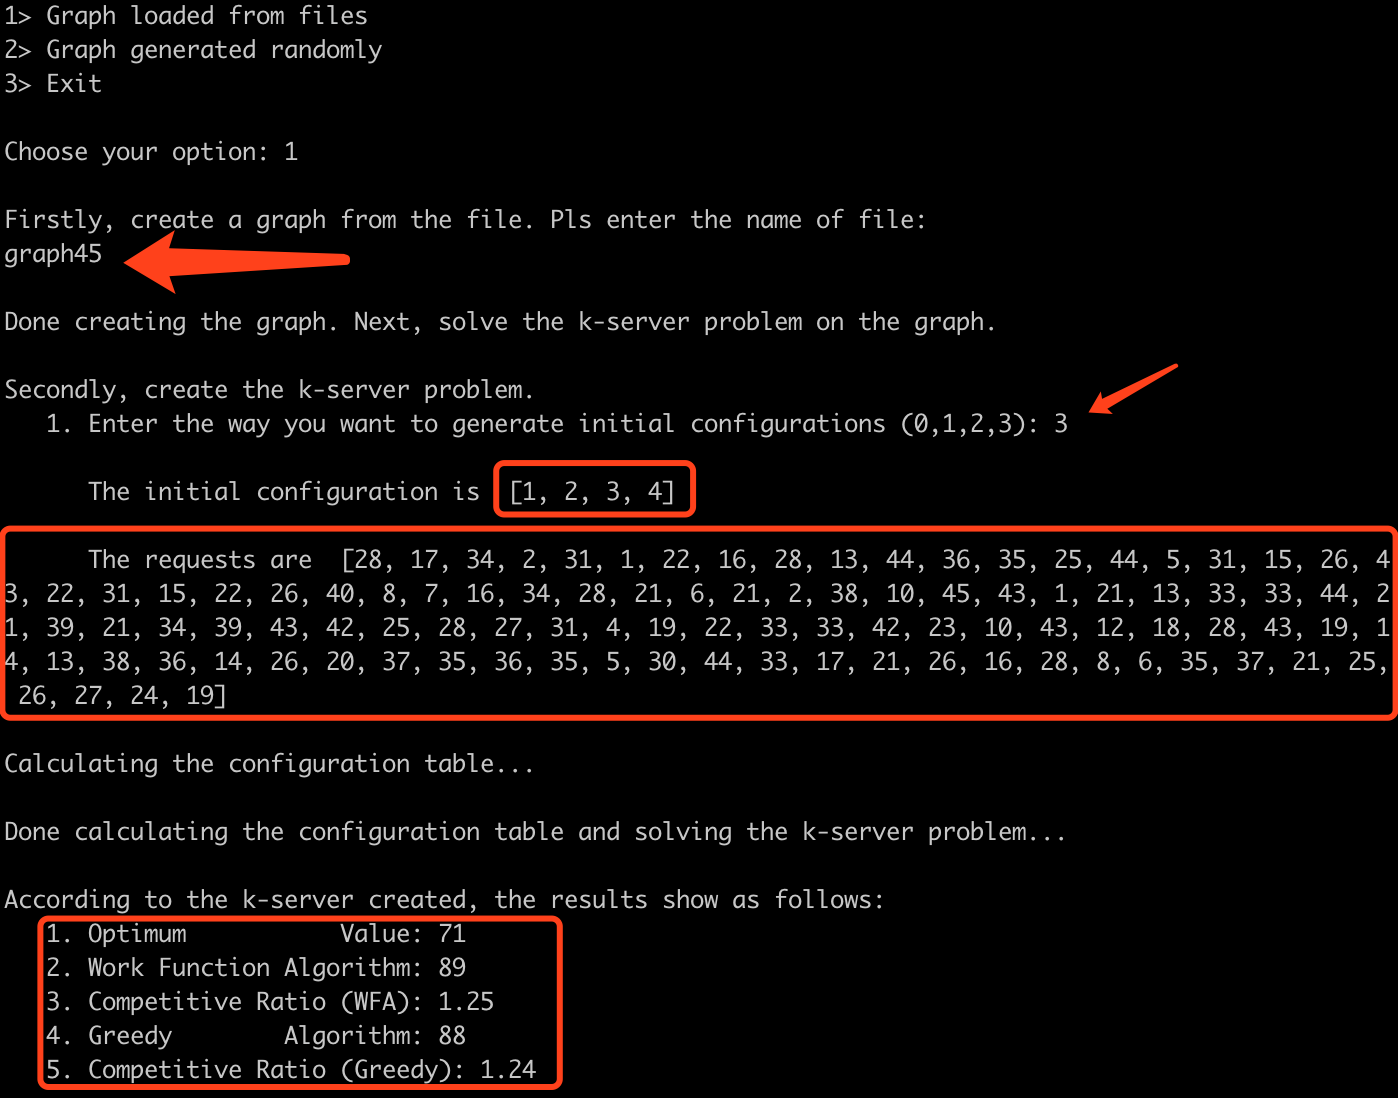 1> Graph loaded from files
2> Graph generated randomly
3> Exit
Choose your option: 1
Firstly, create a graph from the file. Pls enter the name of file:
graph45
Done creating the graph. Next, solve the k-server problem on the graph.
Secondly, create the k-server problem.
1. Enter the way you want to generate initial configurations (0,1,2,3): 3
The initial configuration is [1, 2, 3, 4]
The requests are [28, 17, 34, 2, 31, 1, 22, 16, 28, 13, 44, 36, 35, 25, 44, 5, 31, 15, 26, 4
3, 22, 31, 15, 22, 26, 40, 8, 7, 16, 34, 28, 21, 6, 21, 2, 38, 10, 45, 43, 1, 21, 13, 33, 33, 44, 2
1, 39, 21, 34, 39, 43, 42, 25, 28, 27, 31, 4, 19, 22, 33, 33, 42, 23, 10, 43, 12, 18, 28, 43, 19, 1
4, 13, 38, 36, 14, 26, 20, 37, 35, 36, 35, 5, 30, 44, 33, 17, 21, 26, 16, 28, 8, 6, 35, 37, 21, 25,
26, 27, 24, 19]
Calculating the configuration table...
Done calculating the configuration table and solving the k-server problem...
According to the k-server created, the results show as follows:
1. Optimum Value: 71
2. Work Function Algorithm: 89
3. Competitive Ratio (WFA): 1.25
4. Greedy Algorithm: 88
5. Competitive Ratio (Greedy): 1.24